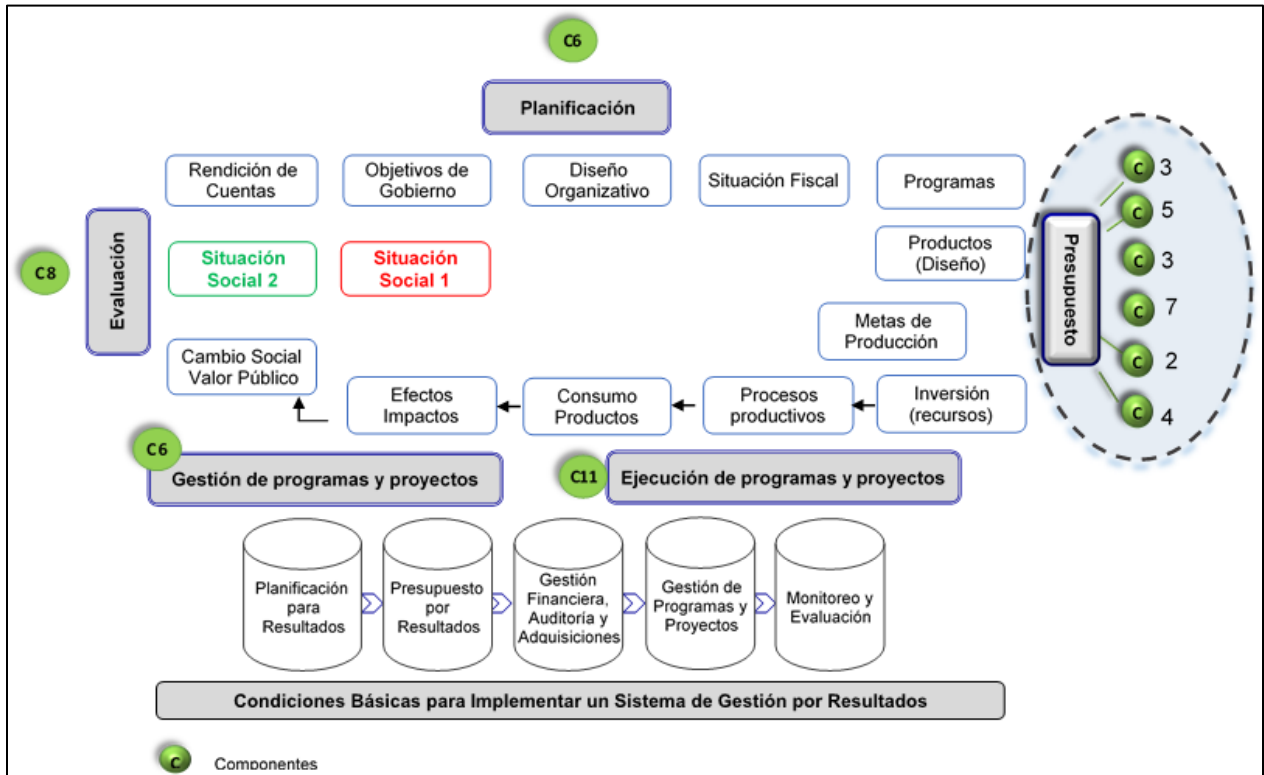 C6
Planificación
Rendición de
Cuentas
Objetivos de
Gobierno
Diseño
Organizativo
Situación Fiscal
Programas
C 3
C 5
C 3
C 7
C 2
C 4
Presupuesto
C8
Evaluación
Situación
Social 2
Situación
Social 1
Productos
(Diseño)
Metas de
Producción
Cambio Social
Valor Público
Efectos
Impactos
Consumo
Productos
Procesos
productivos
Inversión
(recursos)
C6
Gestión de programas y proyectos
C11
Ejecución de programas y proyectos
Planificación
para
Resultados
Presupuesto
por
Resultados
Gestión
Financiera,
Auditoría y
Adquisiciones
Gestión de
Programas y
Proyectos
Monitoreo y
Evaluación
Condiciones Básicas para Implementar un Sistema de Gestión por Resultados
C Componentes